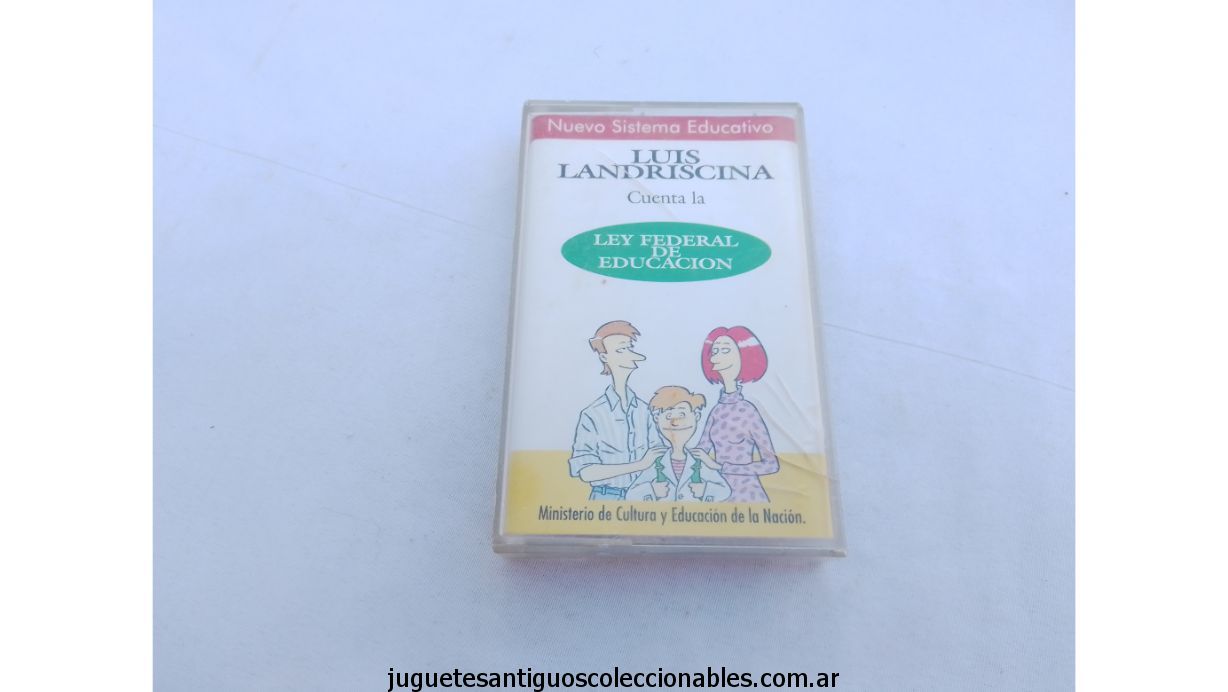 Nuevo Sistema Educativo
LUIS
LANDRISCINA
Cuenta la
LEY FEDERAL
DE
EDUCACION
Ministerio de Cultura y Educación de la Nación.
juguetesantiguoscoleccionables.com.ar